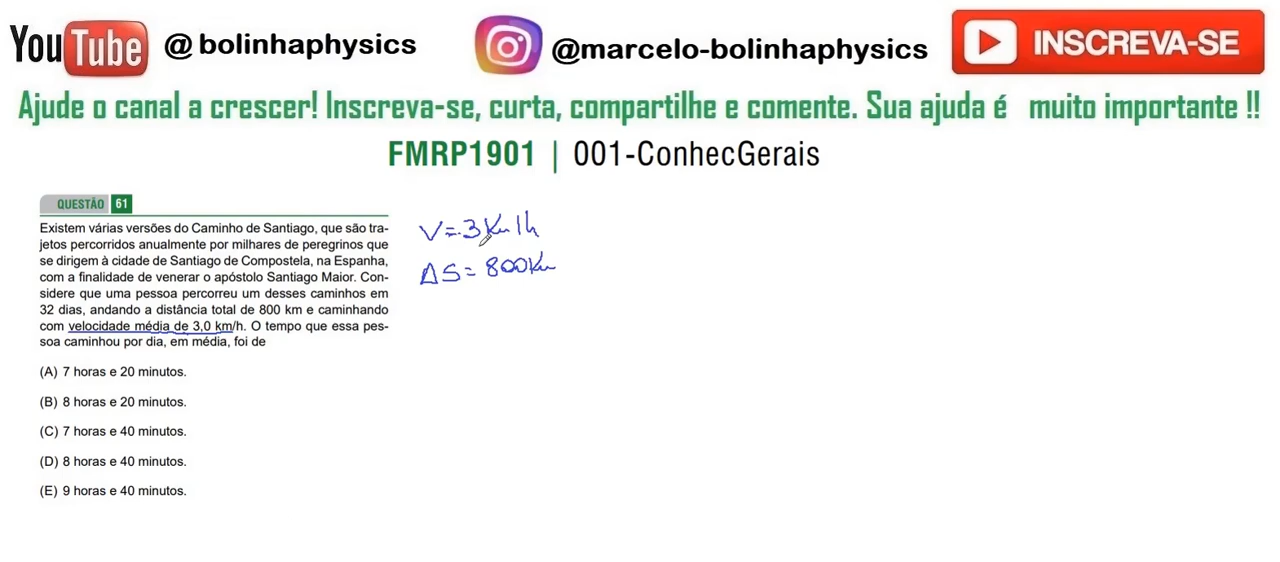 You Tube @bolinhaphysics @marcelo-bolinhaphysics INSCREVA-SE
Ajude o canal a crescer! Inscreva-se, curta, compartilhe e comente. Sua ajuda é muito importante !!
FMRP1901 | 001-ConhecGerais
QUESTÃO 61
Existem várias versões do Caminho de Santiago, que são tra-
jetos percorridos anualmente por milhares de peregrinos que
se dirigem à cidade de Santiago de Compostela, na Espanha,
com a finalidade de venerar o apóstolo Santiago Maior. Con-
sidere que uma pessoa percorreu um desses caminhos em
32 dias, andando a distância total de 800 km e caminhando
com velocidade média de 3,0 km/h. O tempo que essa pes-
soa caminhou por dia, em média, foi de
(A) 7 horas e 20 minutos.
(B) 8 horas e 20 minutos.
(C) 7 horas e 40 minutos.
(D) 8 horas e 40 minutos.
(E) 9 horas e 40 minutos.
V = 3 Km/h
ΔS = 800 Km